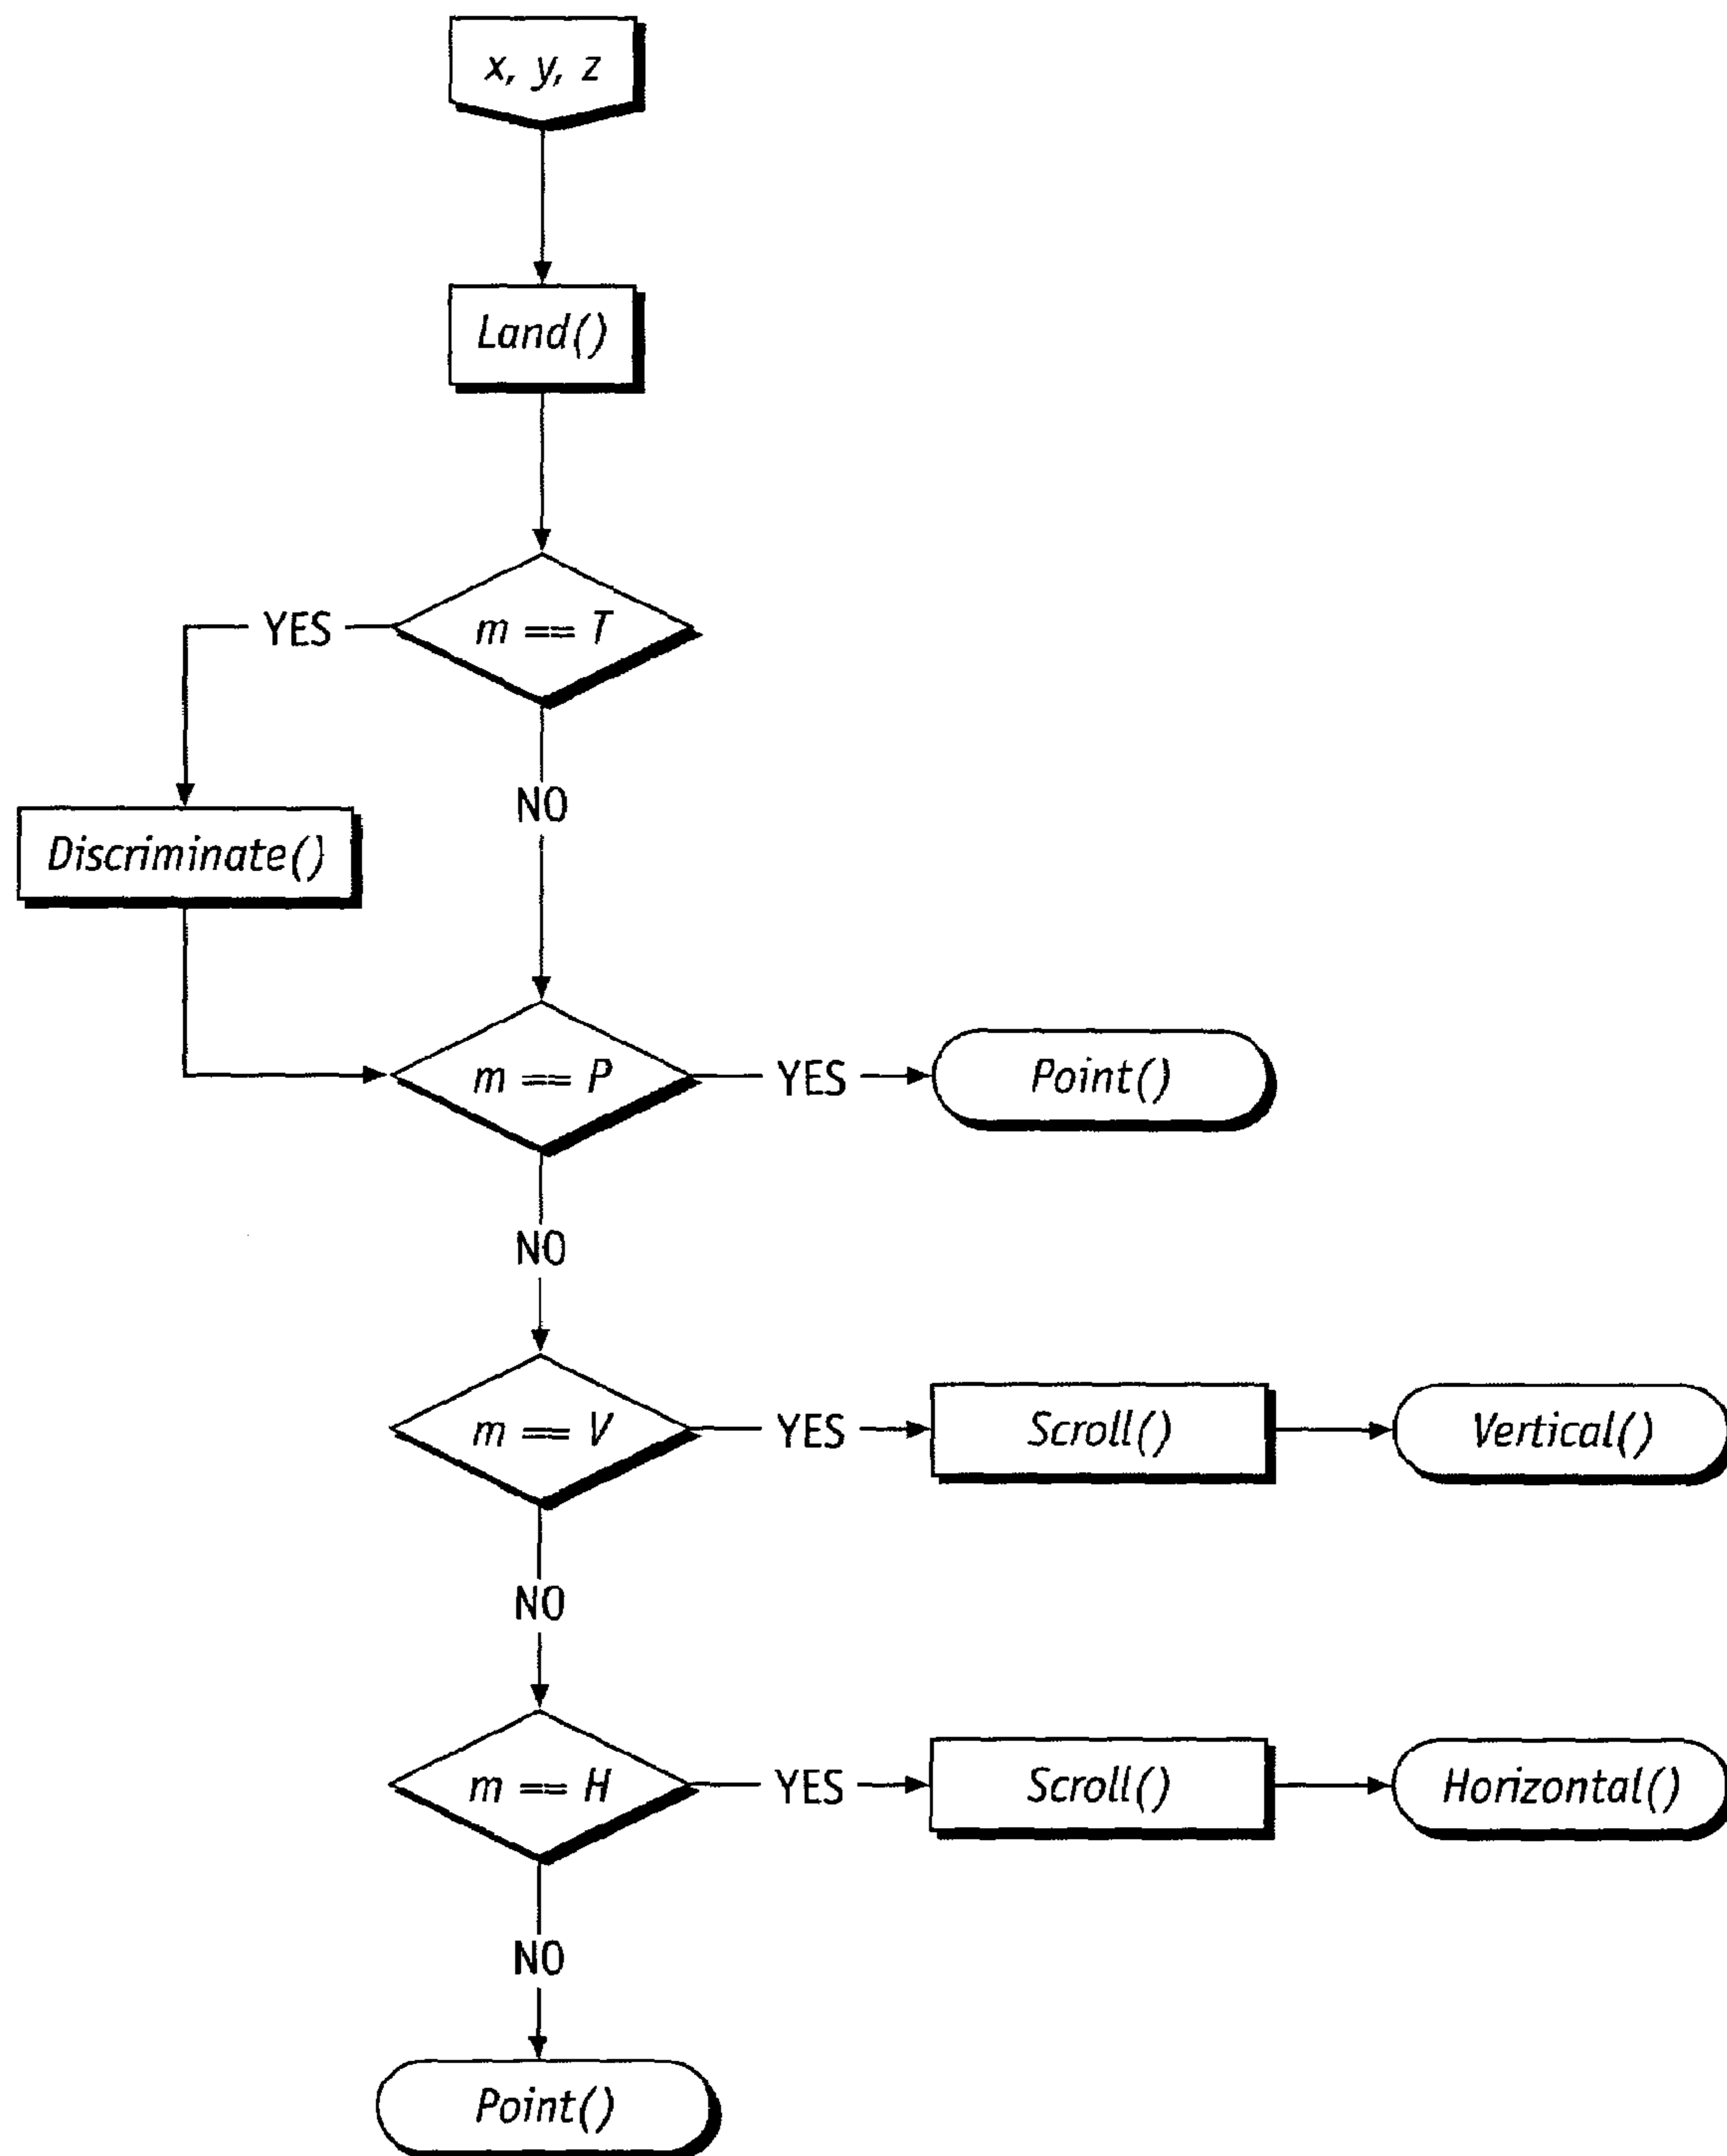 x, y, z
Land()
YES
m == T
NO
Discriminate()
m == P
YES
Point()
NO
m == V
YES
Scroll()
Vertical()
NO
m == H
YES
Scroll()
Horizontal()
NO
Point()